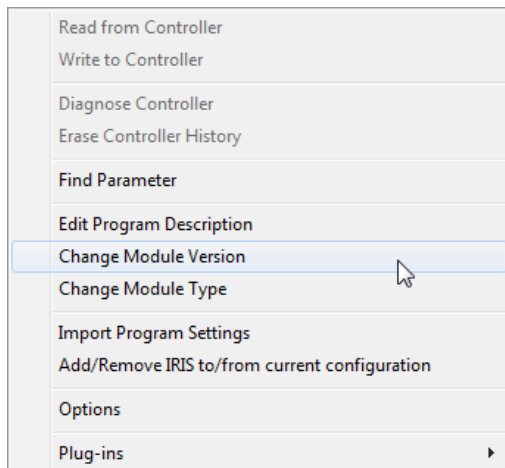 Read from Controller
Write to Controller
Diagnose Controller
Erase Controller History
Find Parameter
Edit Program Description
Change Module Version
Change Module Type
Import Program Settings
Add/Remove IRIS to/from current configuration
Options
Plug-ins